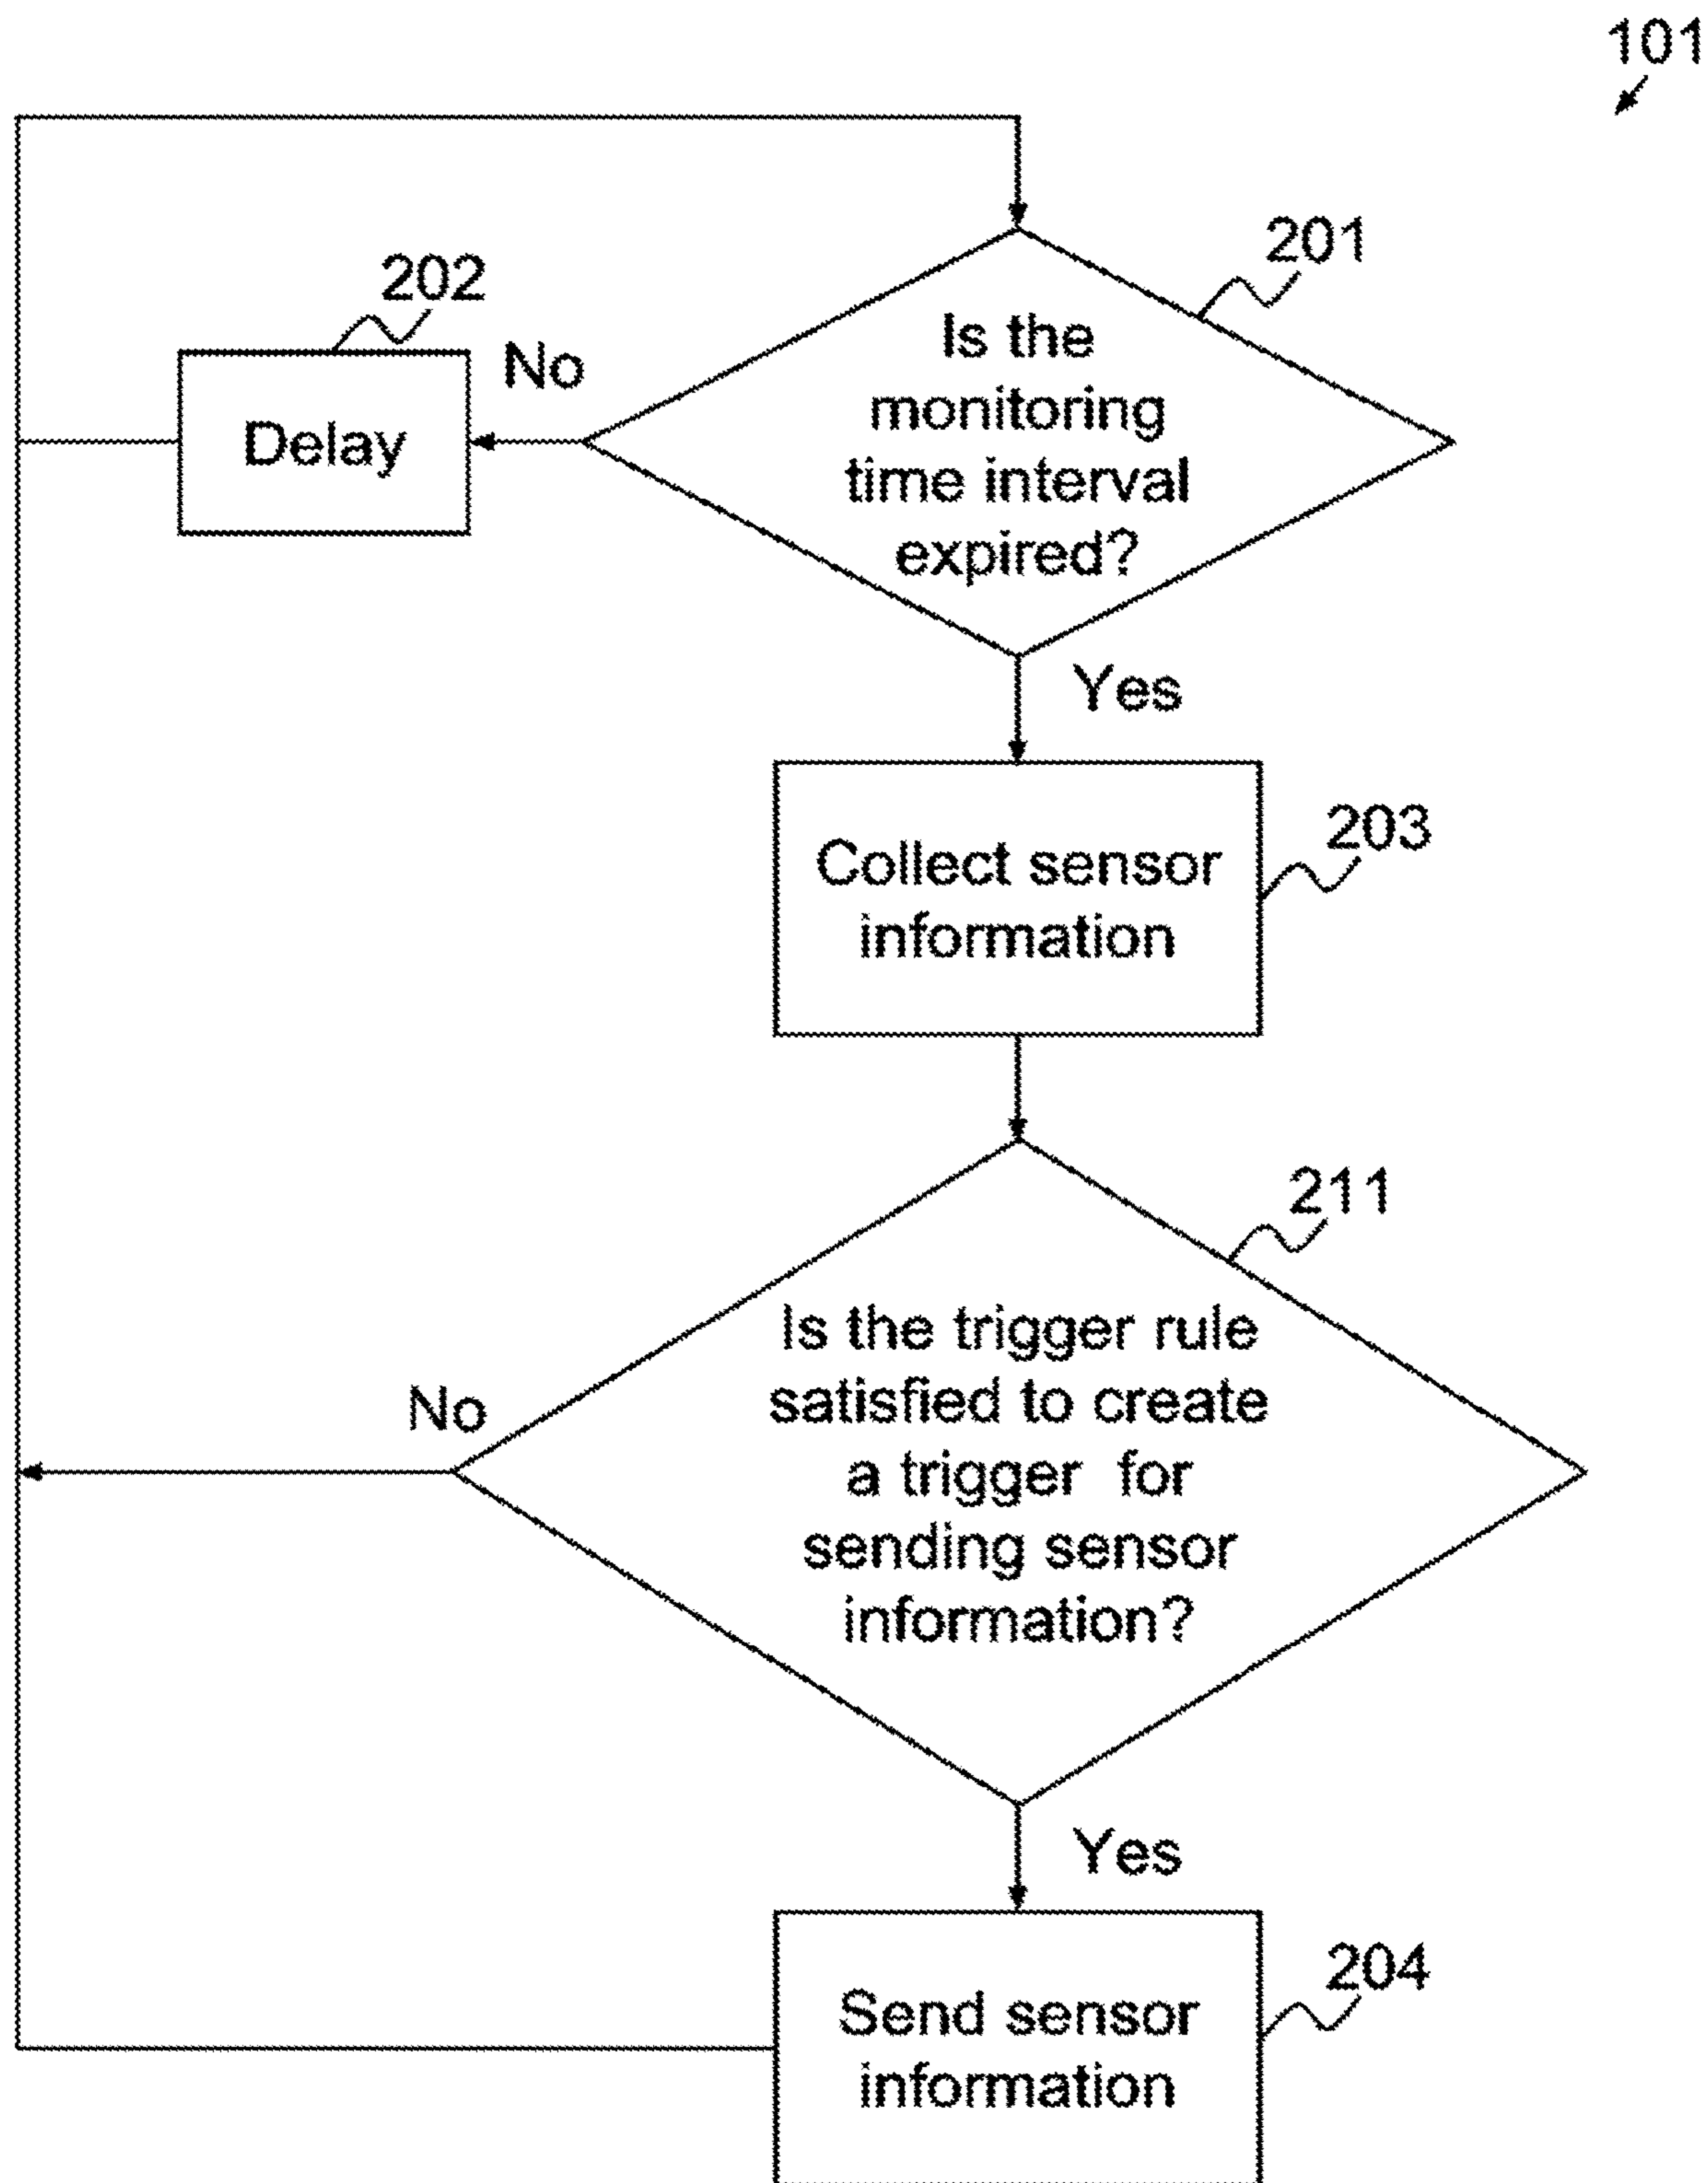 101
201
202
Is the
monitoring
time interval
expired?
No
Delay
Yes
203
Collect sensor
information
211
Is the trigger rule
satisfied to create
a trigger for
sending sensor
information?
No
Yes
204
Send sensor
information